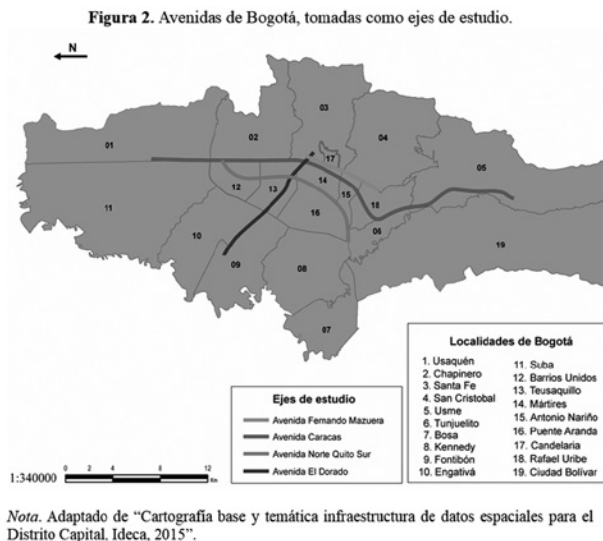 Figura 2. Avenidas de Bogotá, tomadas como ejes de estudio.
N
03
01
02
04
17
05
14
12
13
15
18
11
16
06
10
09
08
19
07
Localidades de Bogotá
1. Usaquén
2. Chapinero
3. Santa Fe
4. San Cristobal
5. Usme
6. Tunjuelito
7. Bosa
8. Kennedy
9. Fontibón
10. Engativá
11. Suba
12. Barrios Unidos
13. Teusaquillo
14. Mártires
15. Antonio Nariño
16. Puente Aranda
17. Candelaria
18. Rafael Uribe
19. Ciudad Bolívar
Ejes de estudio
Avenida Fernando Mazuera
Avenida Caracas
Avenida Norte Quito Sur
Avenida El Dorado
1:340000
0 2 4 8 12
Km
Nota. Adaptado de “Cartografía base y temática infraestructura de datos espaciales para el
Distrito Capital, Ideca, 2015”.